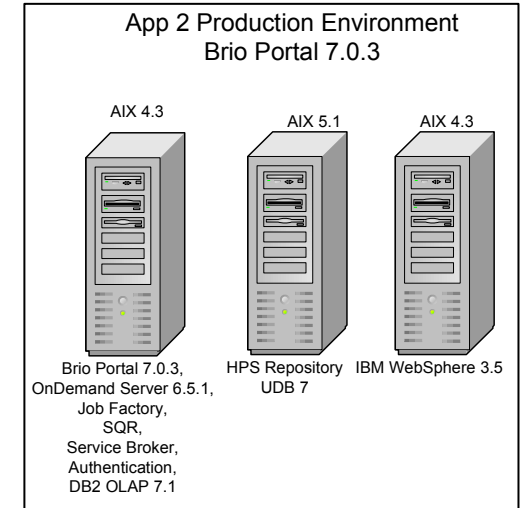 App 2 Production Environment
Brio Portal 7.0.3
AIX 4.3
AIX 5.1
AIX 4.3
Brio Portal 7.0.3,
OnDemand Server 6.5.1,
Job Factory,
SQR,
Service Broker,
Authentication,
DB2 OLAP 7.1
HPS Repository
UDB 7
IBM WebSphere 3.5